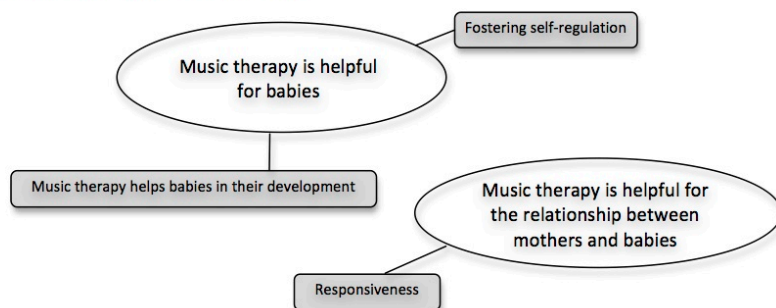 Fostering self-regulation
Music therapy is helpful
for babies
Music therapy helps babies in their development
Music therapy is helpful for
the relationship between
mothers and babies
Responsiveness